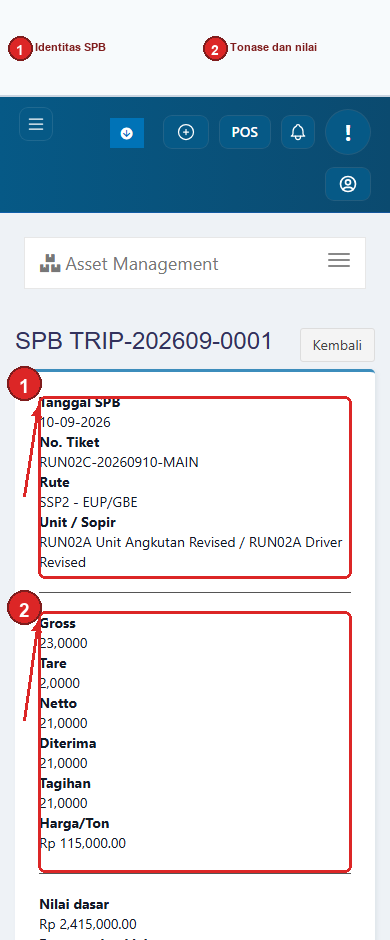 1 Identitas SPB
2 Tonase dan nilai
POS
!
Asset Management
SPB TRIP-202609-0001
Kembali
1
Tanggal SPB
10-09-2026
No. Tiket
RUN02C-20260910-MAIN
Rute
SSP2 - EUP/GBE
Unit / Sopir
RUN02A Unit Angkutan Revised / RUN02A Driver
Revised
2
Gross
23,0000
Tare
2,0000
Netto
21,0000
Diterima
21,0000
Tagihan
21,0000
Harga/Ton
Rp 115,000.00
Nilai dasar
Rp 2,415,000.00